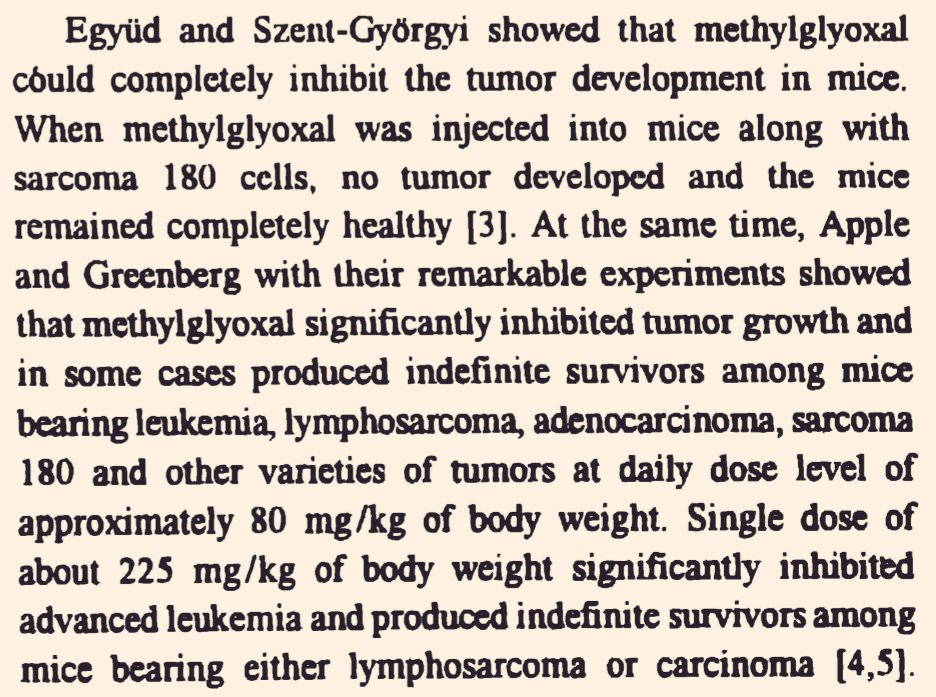 Együd and Szent-Györgyi showed that methylglyoxal
could completely inhibit the tumor development in mice.
When methylglyoxal was injected into mice along with
sarcoma 180 cells, no tumor developed and the mice
remained completely healthy [3]. At the same time, Apple
and Greenberg with their remarkable experiments showed
that methylglyoxal significantly inhibited tumor growth and
in some cases produced indefinite survivors among mice
bearing leukemia, lymphosarcoma, adenocarcinoma, sarcoma
180 and other varieties of tumors at daily dose level of
approximately 80 mg/kg of body weight. Single dose of
about 225 mg/kg of body weight significantly inhibited
advanced leukemia and produced indefinite survivors among
mice bearing either lymphosarcoma or carcinoma [4,5].